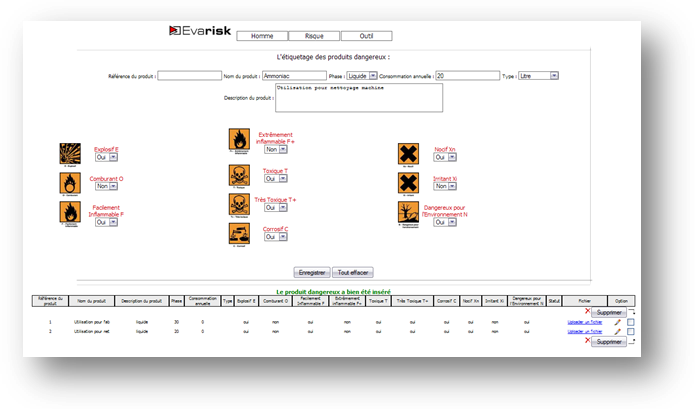 Evarisk
Homme Risque Outil
L'étiquetage des produits dangereux :
Référence du produit : Nom du produit : Ammoniac Phase : Liquide Consommation annuelle : 20 Type : Litre
Description du produit : Utilisation pour nettoyage machine
Explosif E
Oui
Extrêmement inflammable F+
Non
Nocif Xn
Oui
Comburant O
Non
Toxique T
Oui
Irritant Xi
Non
Facilement Inflammable F
Oui
Très Toxique T+
Oui
Dangereux pour l'Environnement N
Oui
Corrosif C
Oui
Enregistrer Tout effacer
Le produit dangereux a bien été inséré
Référence du produit Nom du produit Description du produit Phase Consommation annuelle Type Explosif E Comburant O Facilement Inflammable F Extrêmement inflammable F+ Toxique T Très Toxique T+ Corrosif C Nocif Xn Irritant Xi Dangereux pour l'Environnement N Statut Fichier Option
Supprimer
1 Utilisation pour fab liquide 30 0 oui non oui non oui oui oui oui non oui Uploader un fichier
2 Utilisation pour net liquide 20 0 oui non oui non oui oui oui oui non oui Uploader un fichier
Supprimer